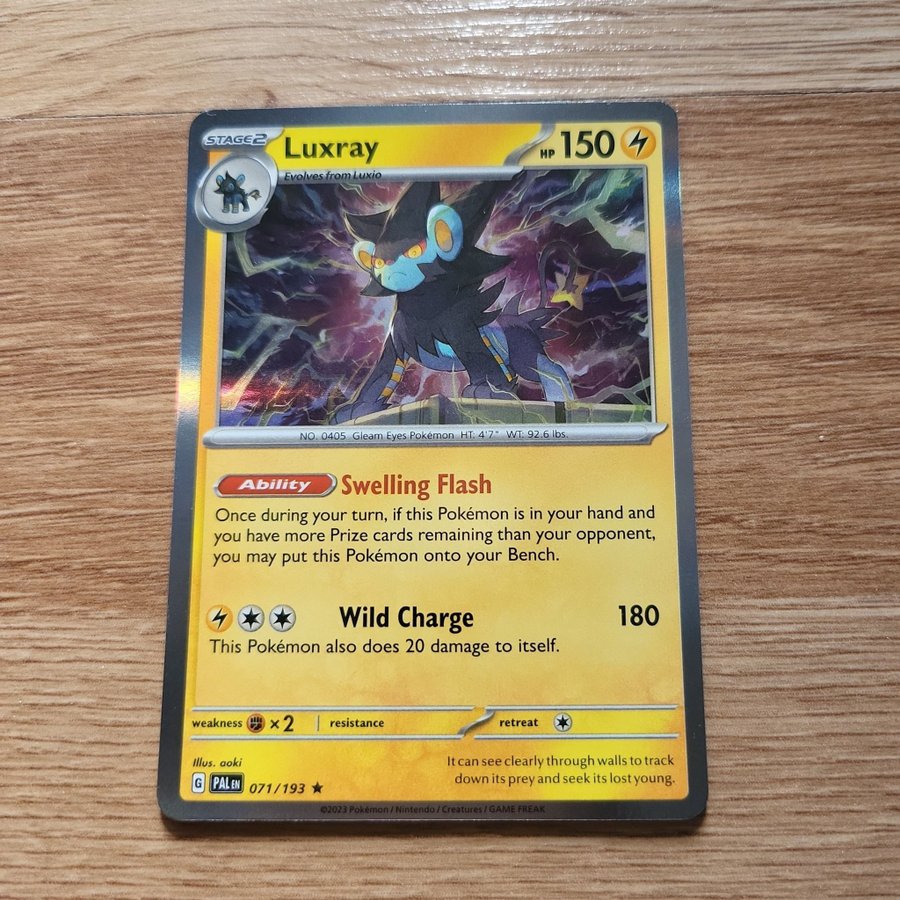 STAGE2 Luxray HP 150
Evolves from Luxio
NO. 0405 Gleam Eyes Pokémon HT: 4'7" WT: 92.6 lbs.
Ability Swelling Flash
Once during your turn, if this Pokémon is in your hand and
you have more Prize cards remaining than your opponent,
you may put this Pokémon onto your Bench.
Wild Charge 180
This Pokémon also does 20 damage to itself.
weakness ×2 resistance retreat
Illus. aoki
It can see clearly through walls to track
down its prey and seek its lost young.
G PAL EN 071/193 ★
©2023 Pokémon / Nintendo / Creatures / GAME FREAK